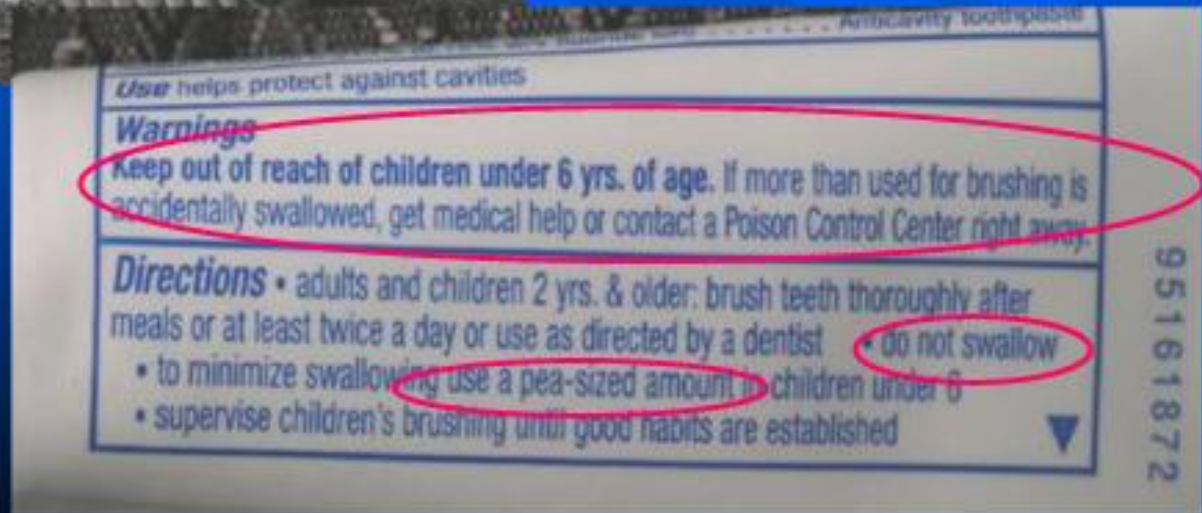 Anticavity toothpaste
Use helps protect against cavities
Warnings
Keep out of reach of children under 6 yrs. of age. If more than used for brushing is
accidentally swallowed, get medical help or contact a Poison Control Center right away.
Directions • adults and children 2 yrs. & older: brush teeth thoroughly after
meals or at least twice a day or use as directed by a dentist • do not swallow
• to minimize swallowing use a pea-sized amount in children under 6
• supervise children's brushing until good habits are established
95161872